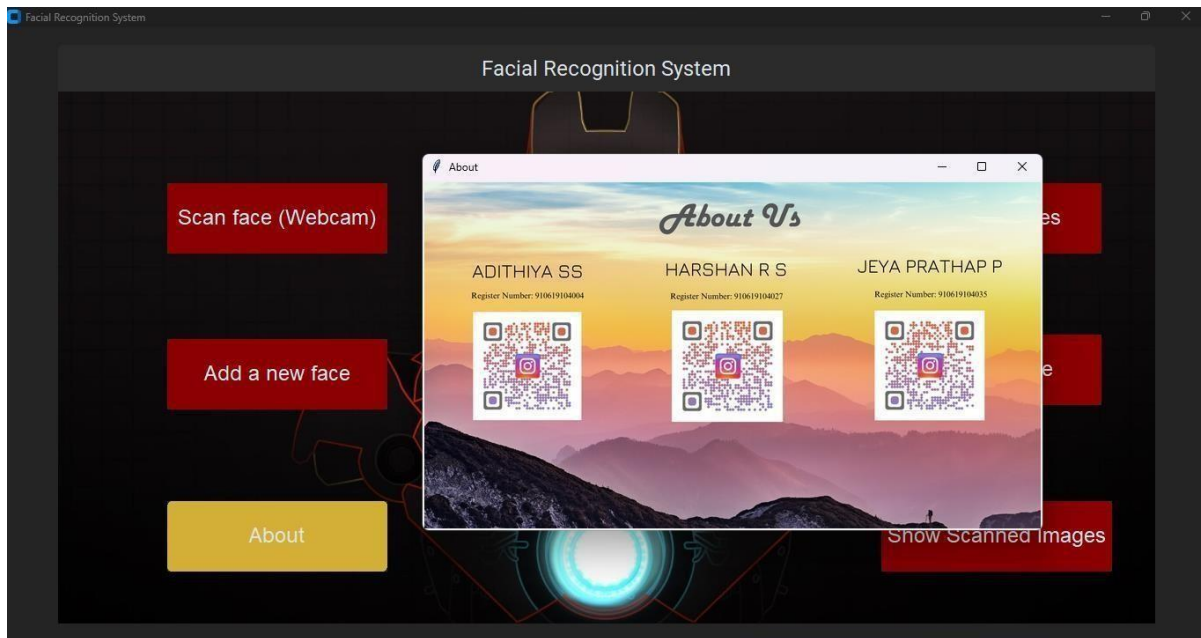 Facial Recognition System
Facial Recognition System
About
About Us
ADITHIYA SS
HARSHAN R S
JEYA PRATHAP P
Register Number: 910619104004
Register Number: 910619104027
Register Number: 910619104035
Scan face (Webcam)
es
Add a new face
e
About
Show Scanned Images